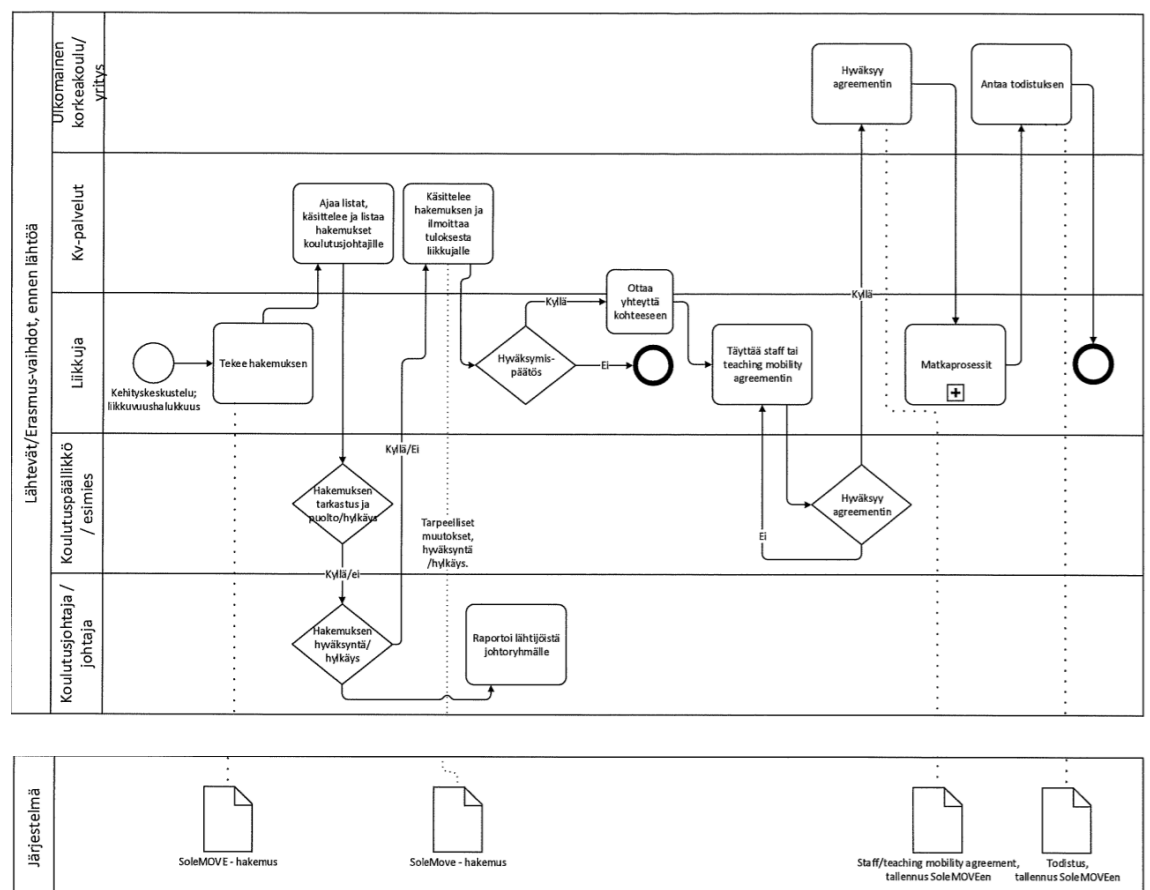 Lähtevät/Erasmus-vaihdot, ennen lähtöä
Ulkomainen
korkeakoulu/
yritys
Hyväksyy
agreementin
Antaa todistuksen
Kv-palvelut
Ajaa listat,
käsittelee ja listaa
hakemukset
koulutusjohtajille
Käsittelee
hakemuksen ja
ilmoittaa
tuloksesta
liikkujalle
Liikkuja
Kehityskeskustelu;
liikkuvuushalukkuus
Tekee hakemuksen
Hyväksymis-
päätös
Kyllä
Ei
Ottaa
yhteyttä
kohteeseen
Täyttää staff tai
teaching mobility
agreementin
Kyllä
Matkaprosessit
Koulutuspäällikkö
/ esimies
Hakemuksen
tarkastus ja
puolto/hylkäys
Kyllä/Ei
Tarpeelliset
muutokset,
hyväksyntä
/hylkäys.
Ei
Hyväksyy
agreementin
Kyllä/ei
Koulutusjohtaja /
johtaja
Hakemuksen
hyväksyntä/
hylkäys
Raportoi lähtijöistä
johtoryhmälle
Järjestelmä
SoleMOVE - hakemus
SoleMove - hakemus
Staff/teaching mobility agreement,
tallennus SoleMOVEen
Todistus,
tallennus SoleMOVEen